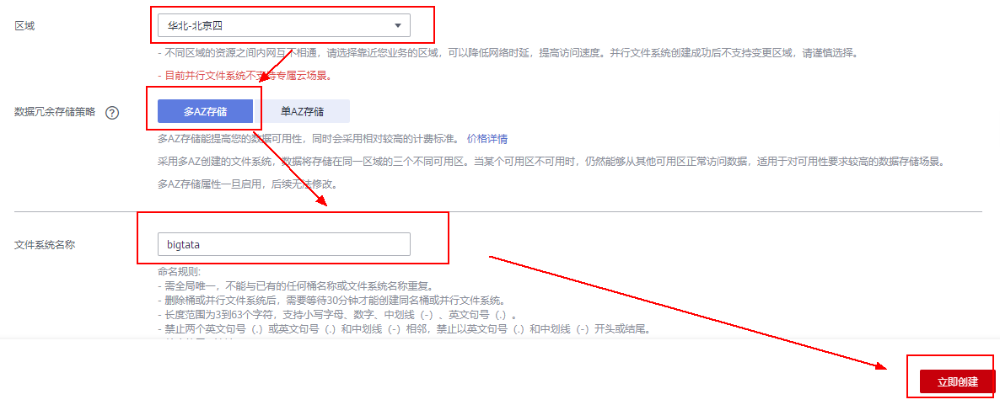 区域
华北-北京四
- 不同区域的资源之间内网互不相通，请选择靠近您业务的区域，可以降低网络时延，提高访问速度。并行文件系统创建成功后不支持变更区域，请谨慎选择。
- 目前并行文件系统不支持专属云场景。
数据冗余存储策略 ?
多AZ存储 单AZ存储
多AZ存储能提高您的数据可用性，同时会采用相对较高的计费标准。 价格详情
采用多AZ创建的文件系统，数据将存储在同一区域的三个不同可用区。当某个可用区不可用时，仍然能够从其他可用区正常访问数据，适用于对可用性要求较高的数据存储场景。
多AZ存储属性一旦启用，后续无法修改。
文件系统名称
bigtata
命名规则:
- 需全局唯一，不能与已有的任何桶名称或文件系统名称重复。
- 删除桶或并行文件系统后，需要等待30分钟才能创建同名桶或并行文件系统。
- 长度范围为3到63个字符，支持小写字母、数字、中划线（-）、英文句号（.）。
- 禁止两个英文句号（.）或英文句号（.）和中划线（-）相邻，禁止以英文句号（.）和中划线（-）开头或结尾。
立即创建